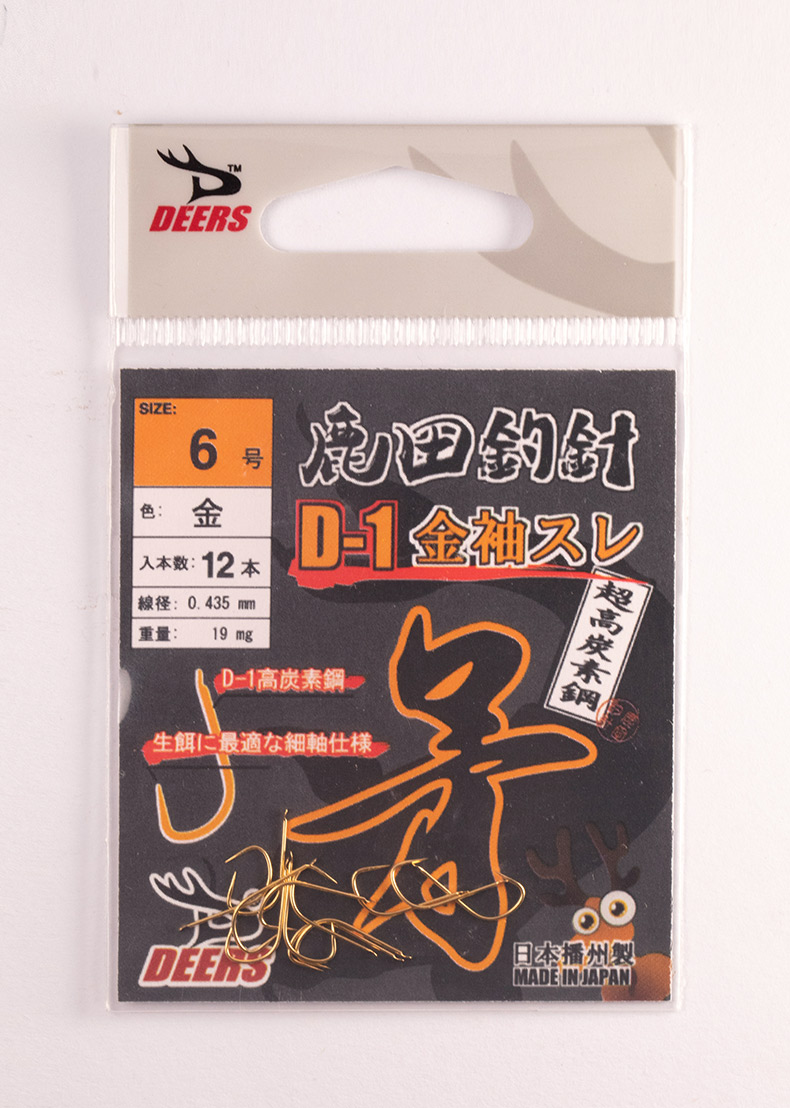 TM
DEERS
SIZE:
6 号
色: 金
入本数: 12 本
線径: 0.435 mm
重量: 19 mg
鹿田釣針
D-1 金袖スレ
超高炭素鋼
D-1高炭素鋼
生餌に最適な細軸仕様
DEERS
日本播州製
MADE IN JAPAN